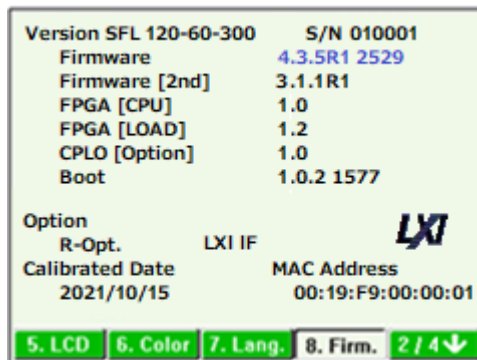 Version SFL 120-60-300 S/N 010001
Firmware 4.3.5R1 2529
Firmware [2nd] 3.1.1R1
FPGA [CPU] 1.0
FPGA [LOAD] 1.2
CPLO [Option] 1.0
Boot 1.0.2 1577
Option
R-Opt. LXI IF LXI
Calibrated Date MAC Address
2021/10/15 00:19:F9:00:00:01
5. LCD 6. Color 7. Lang. 8. Firm. 2 / 4